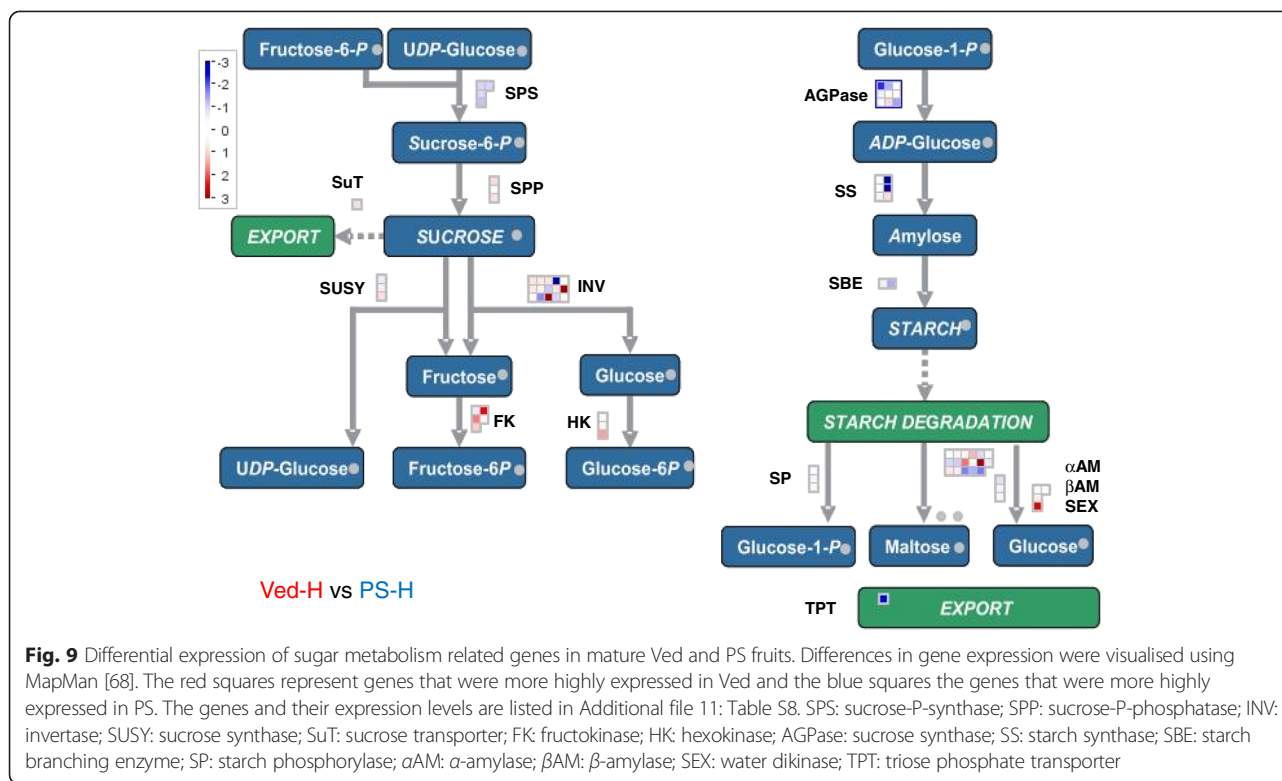 Fructose-6-P UDP-Glucose
-3
-2
-1
0
1
2
3
SPS
Sucrose-6-P
SuT
SPP
EXPORT
SUCROSE
SUSY
INV
Fructose
Glucose
FK
HK
UDP-Glucose
Fructose-6P
Glucose-6P
Ved-H vs PS-H
Glucose-1-P
AGPase
ADP-Glucose
SS
Amylose
SBE
STARCH
STARCH DEGRADATION
SP
αAM
βAM
SEX
Glucose-1-P
Maltose
Glucose
TPT
EXPORT
Fig. 9 Differential expression of sugar metabolism related genes in mature Ved and PS fruits. Differences in gene expression were visualised using
MapMan [68]. The red squares represent genes that were more highly expressed in Ved and the blue squares the genes that were more highly
expressed in PS. The genes and their expression levels are listed in Additional file 11: Table S8. SPS: sucrose-P-synthase; SPP: sucrose-P-phosphatase; INV:
invertase; SUSY: sucrose synthase; SuT: sucrose transporter; FK: fructokinase; HK: hexokinase; AGPase: sucrose synthase; SS: starch synthase; SBE: starch
branching enzyme; SP: starch phosphorylase; αAM: α-amylase; βAM: β-amylase; SEX: water dikinase; TPT: triose phosphate transporter